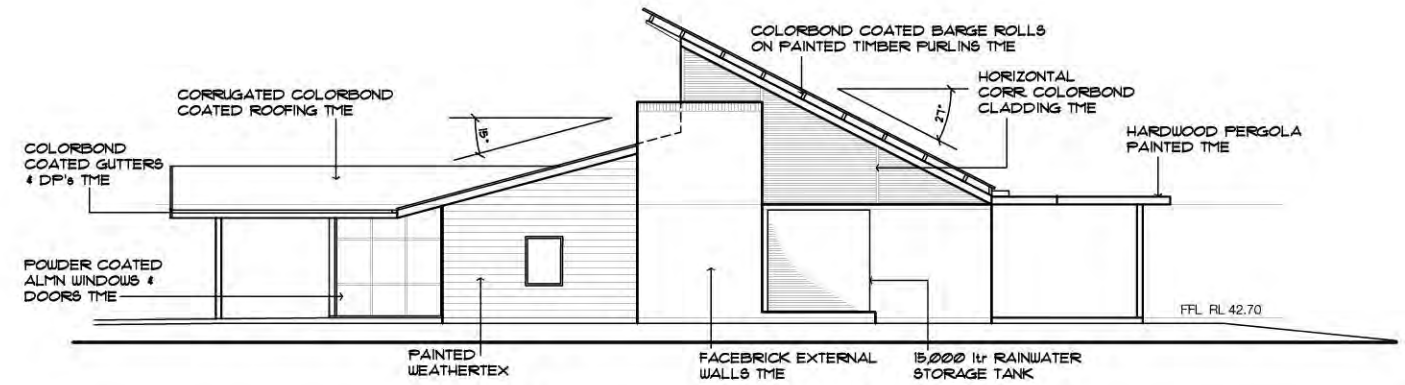 COLORBOND COATED BARGE ROLLS
ON PAINTED TIMBER PURLINS TME
HORIZONTAL
CORR. COLORBOND
CLADDING TME
CORRUGATED COLORBOND
COATED ROOFING TME
15°
27°
HARDWOOD PERGOLA
PAINTED TME
COLORBOND
COATED GUTTERS
& DP's TME
POWDER COATED
ALMN WINDOWS &
DOORS TME
FFL RL 42.70
PAINTED
WEATHERTEX
FACEBRICK EXTERNAL
WALLS TME
15,000 ltr RAINWATER
STORAGE TANK